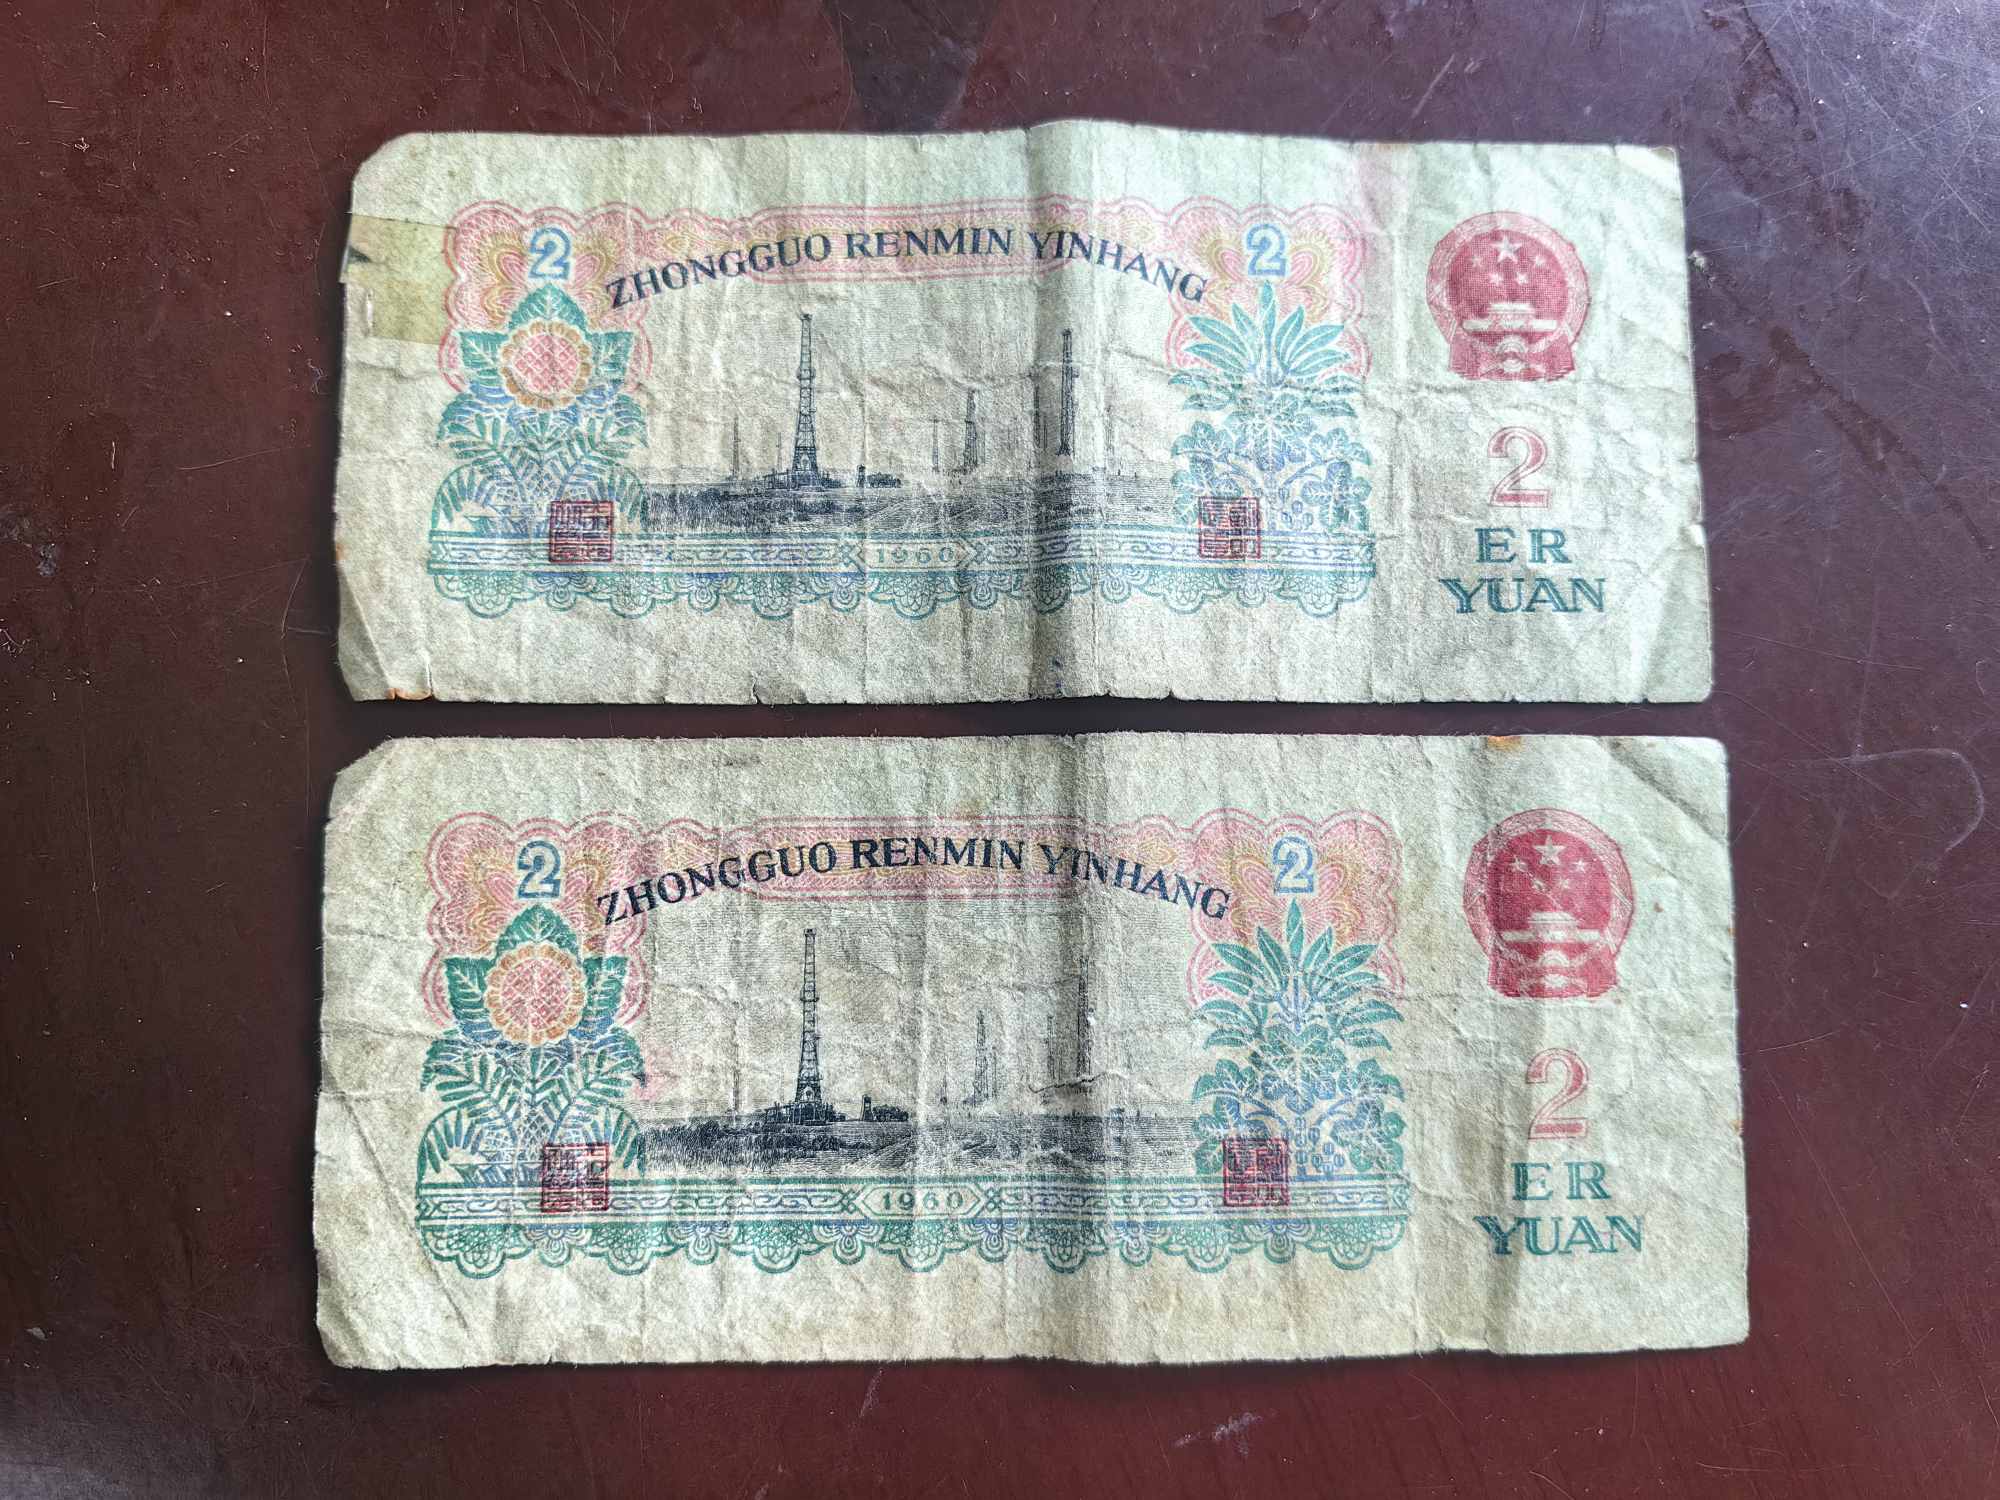 2
ZHONGGUO RENMIN YINHANG
2
2
ER
YUAN
1960
2
ZHONGGUO RENMIN YINHANG
2
2
ER
YUAN
1960